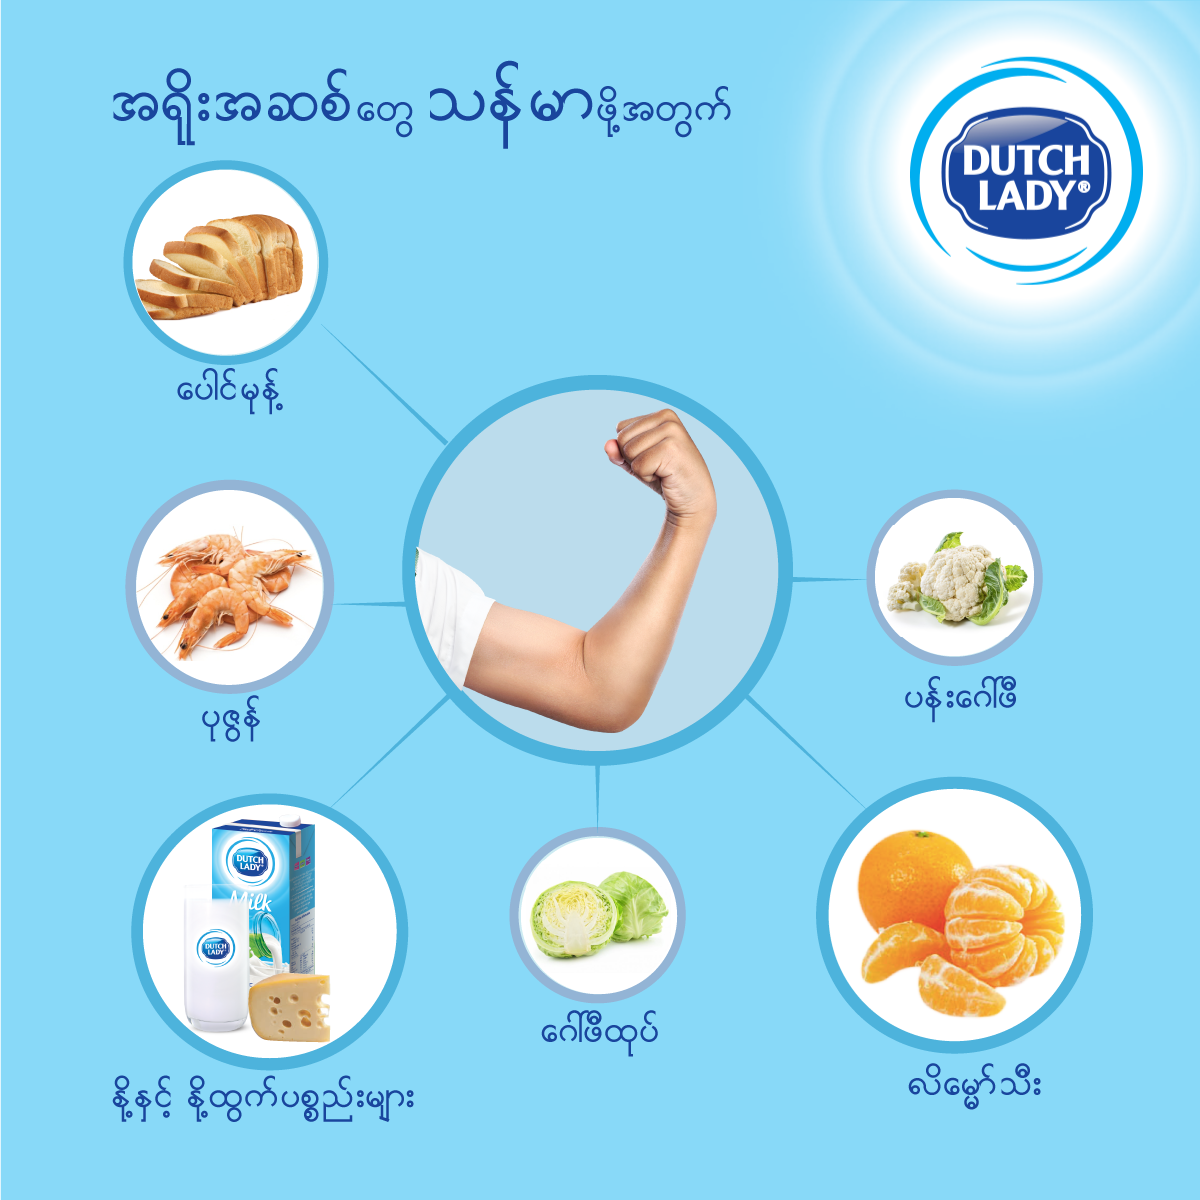 အရိုးအဆစ်တွေ သန်မာဖို့အတွက်
DUTCH
LADY®
ပေါင်မုန့်
ပုဇွန်
ပန်းဂေါ်ဖီ
DUTCH
LADY
Milk
DUTCH
LADY
ဂေါ်ဖီထုပ်
နို့နှင့် နို့ထွက်ပစ္စည်းများ
လိမ္မော်သီး